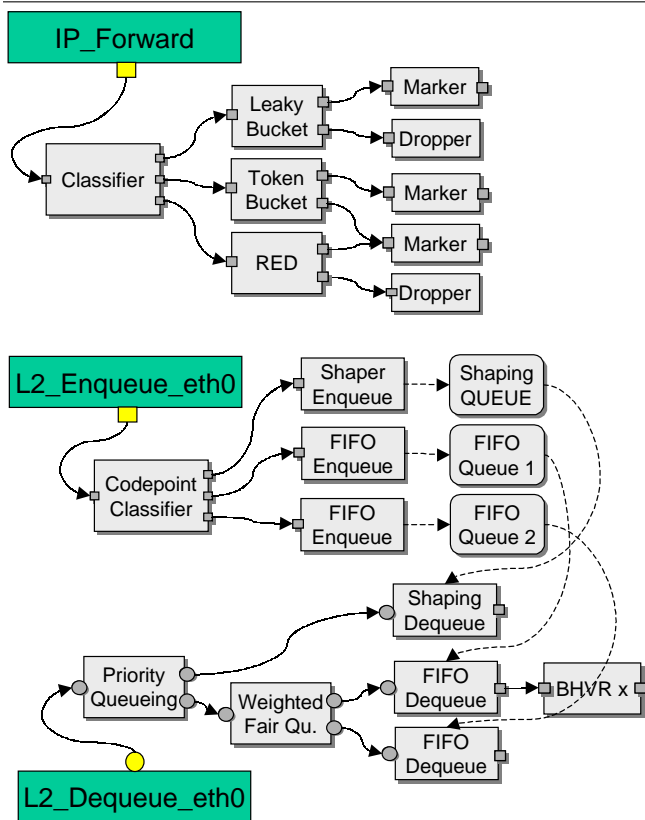 IP_Forward
Leaky
Bucket
Marker
Dropper
Classifier
Token
Bucket
Marker
Marker
RED
Dropper
L2_Enqueue_eth0
Shaper
Enqueue
Shaping
QUEUE
FIFO
Enqueue
FIFO
Queue 1
Codepoint
Classifier
FIFO
Enqueue
FIFO
Queue 2
Shaping
Dequeue
Priority
Queueing
Weighted
Fair Qu.
FIFO
Dequeue
BHVR x
FIFO
Dequeue
L2_Dequeue_eth0